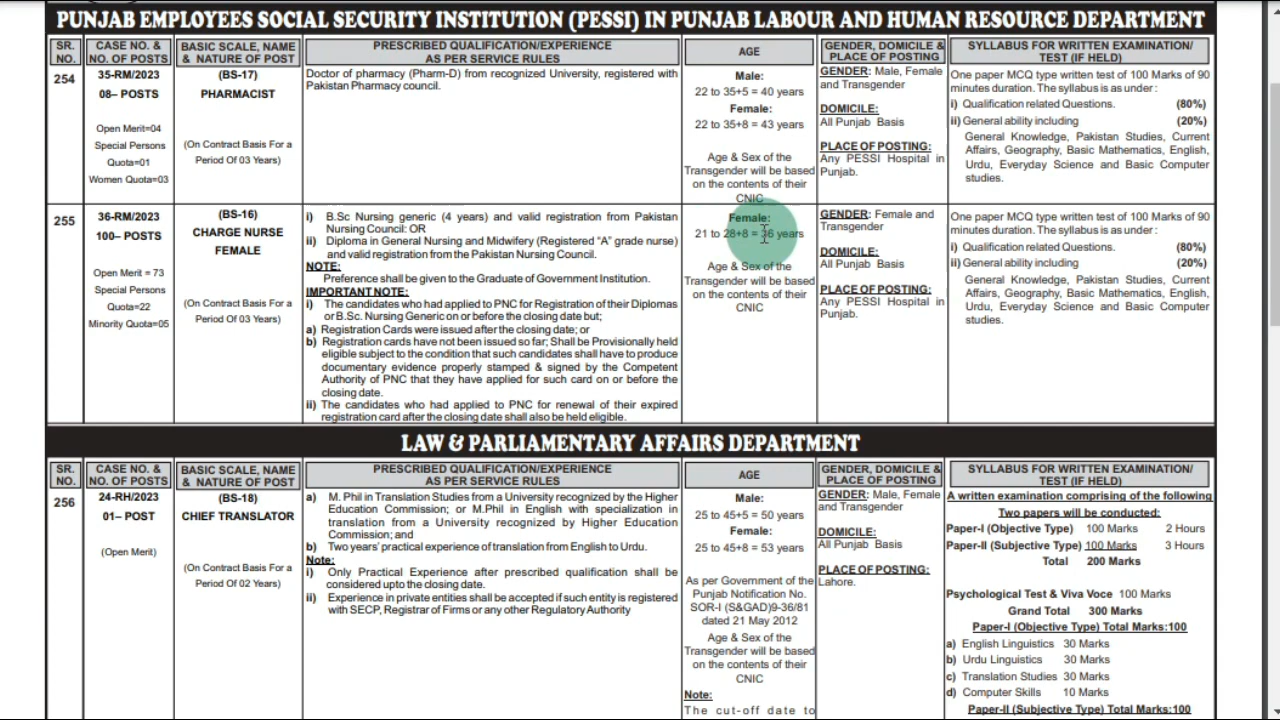 PUNJAB EMPLOYEES SOCIAL SECURITY INSTITUTION (PESSI) IN PUNJAB LABOUR AND HUMAN RESOURCE DEPARTMENT
SR. NO.
CASE NO. & NO. OF POSTS
BASIC SCALE, NAME & NATURE OF POST
PRESCRIBED QUALIFICATION/EXPERIENCE
AS PER SERVICE RULES
AGE
GENDER, DOMICILE & PLACE OF POSTING
SYLLABUS FOR WRITTEN EXAMINATION/
TEST (IF HELD)
254
35-RM/2023
08– POSTS
Open Merit=04
Special Persons
Quota=01
Women Quota=03
(BS-17)
PHARMACIST
(On Contract Basis For a
Period Of 03 Years)
Doctor of pharmacy (Pharm-D) from recognized University, registered with
Pakistan Pharmacy council.
Male:
22 to 35+5 = 40 years
Female:
22 to 35+8 = 43 years
Age & Sex of the
Transgender will be based
on the contents of their
CNIC
GENDER: Male, Female
and Transgender
DOMICILE:
All Punjab Basis
PLACE OF POSTING:
Any PESSI Hospital in
Punjab.
One paper MCQ type written test of 100 Marks of 90
minutes duration. The syllabus is as under :
i) Qualification related Questions. (80%)
ii) General ability including (20%)
General Knowledge, Pakistan Studies, Current
Affairs, Geography, Basic Mathematics, English,
Urdu, Everyday Science and Basic Computer
studies.
255
36-RM/2023
100– POSTS
Open Merit = 73
Special Persons
Quota=22
Minority Quota=05
(BS-16)
CHARGE NURSE
FEMALE
(On Contract Basis For a
Period Of 03 Years)
i) B.Sc Nursing generic (4 years) and valid registration from Pakistan
Nursing Council: OR
ii) Diploma in General Nursing and Midwifery (Registered "A" grade nurse)
and valid registration from the Pakistan Nursing Council.
NOTE:
Preference shall be given to the Graduate of Government Institution.
IMPORTANT NOTE:
i) The candidates who had applied to PNC for Registration of their Diplomas
or B.Sc. Nursing Generic on or before the closing date but;
a) Registration Cards were issued after the closing date; or
b) Registration cards have not been issued so far; Shall be Provisionally held
eligible subject to the condition that such candidates shall have to produce
documentary evidence properly stamped & signed by the Competent
Authority of PNC that they have applied for such card on or before the
closing date.
ii) The candidates who had applied to PNC for renewal of their expired
registration card after the closing date shall also be held eligible.
Female:
21 to 28+8 = 36 years
Age & Sex of the
Transgender will be based
on the contents of their
CNIC
GENDER: Female and
Transgender
DOMICILE:
All Punjab Basis
PLACE OF POSTING:
Any PESSI Hospital in
Punjab.
One paper MCQ type written test of 100 Marks of 90
minutes duration. The syllabus is as under :
i) Qualification related Questions. (80%)
ii) General ability including (20%)
General Knowledge, Pakistan Studies, Current
Affairs, Geography, Basic Mathematics, English,
Urdu, Everyday Science and Basic Computer
studies.
LAW & PARLIAMENTARY AFFAIRS DEPARTMENT
SR. NO.
CASE NO. & NO. OF POSTS
BASIC SCALE, NAME & NATURE OF POST
PRESCRIBED QUALIFICATION/EXPERIENCE
AS PER SERVICE RULES
AGE
GENDER, DOMICILE & PLACE OF POSTING
SYLLABUS FOR WRITTEN EXAMINATION/
TEST (IF HELD)
256
24-RH/2023
01– POST
(Open Merit)
(BS-18)
CHIEF TRANSLATOR
(On Contract Basis For a
Period Of 02 Years)
a) M. Phil in Translation Studies from a University recognized by the Higher
Education Commission; or M.Phil in English with specialization in
translation from a University recognized by Higher Education
Commission; and
b) Two years' practical experience of translation from English to Urdu.
Note:
i) Only Practical Experience after prescribed qualification shall be
considered upto the closing date.
ii) Experience in private entities shall be accepted if such entity is registered
with SECP, Registrar of Firms or any other Regulatory Authority
Male:
25 to 45+5 = 50 years
Female:
25 to 45+8 = 53 years
As per Government of the
Punjab Notification No.
SOR-I (S&GAD)9-36/81
dated 21 May 2012
Age & Sex of the
Transgender will be based
on the contents of their
CNIC
Note:
The cut-off date to
GENDER: Male, Female
and Transgender
DOMICILE:
All Punjab Basis
PLACE OF POSTING:
Lahore.
A written examination comprising of the following
Two papers will be conducted:
Paper-I (Objective Type) 100 Marks 2 Hours
Paper-II (Subjective Type) 100 Marks 3 Hours
Total 200 Marks
Psychological Test & Viva Voce 100 Marks
Grand Total 300 Marks
Paper-I (Objective Type) Total Marks:100
a) English Linguistics 30 Marks
b) Urdu Linguistics 30 Marks
c) Translation Studies 30 Marks
d) Computer Skills 10 Marks
Paper-II (Subjective Type) Total Marks:100